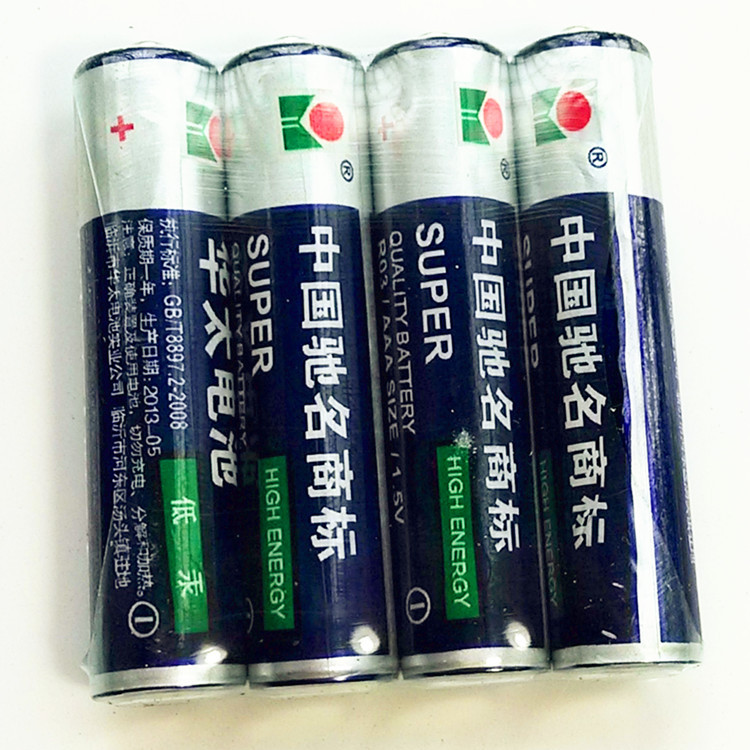 执行标准：GB/T8897.2-2008
保质期一年，生产日期：2013-05
注意：正确装置及使用电池，切勿充电、分解与加热。
临沂市华太电池实业公司 临沂市河东区汤头镇驻地
华太电池
低汞
SUPER
QUALITY BATTERY
HIGH ENERGY
中国驰名商标
®
SUPER
QUALITY BATTERY
R03 / AAA SIZE / 1.5V
HIGH ENERGY
中国驰名商标
®
SUPER
HIGH ENERGY
中国驰名商标
®